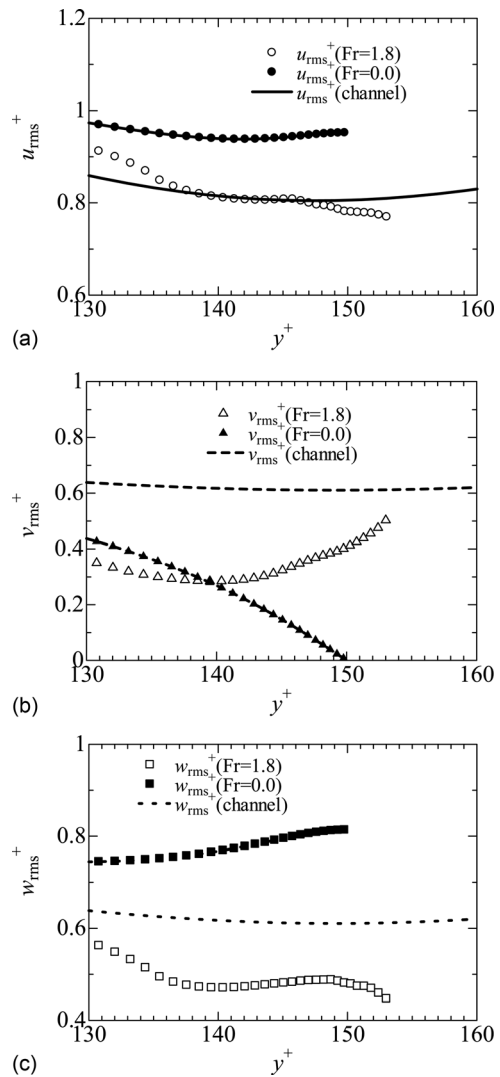 u_rms^+ (Fr=1.8)
u_rms^+ (Fr=0.0)
u_rms^+ (channel)
1.2
1
0.8
0.6
u_rms^+
130 140 150 160
y^+
(a)
v_rms^+ (Fr=1.8)
v_rms^+ (Fr=0.0)
v_rms^+ (channel)
1
0.8
0.6
0.4
0.2
0
v_rms^+
130 140 150 160
y^+
(b)
w_rms^+ (Fr=1.8)
w_rms^+ (Fr=0.0)
w_rms^+ (channel)
1
0.8
0.6
0.4
w_rms^+
130 140 150 160
y^+
(c)